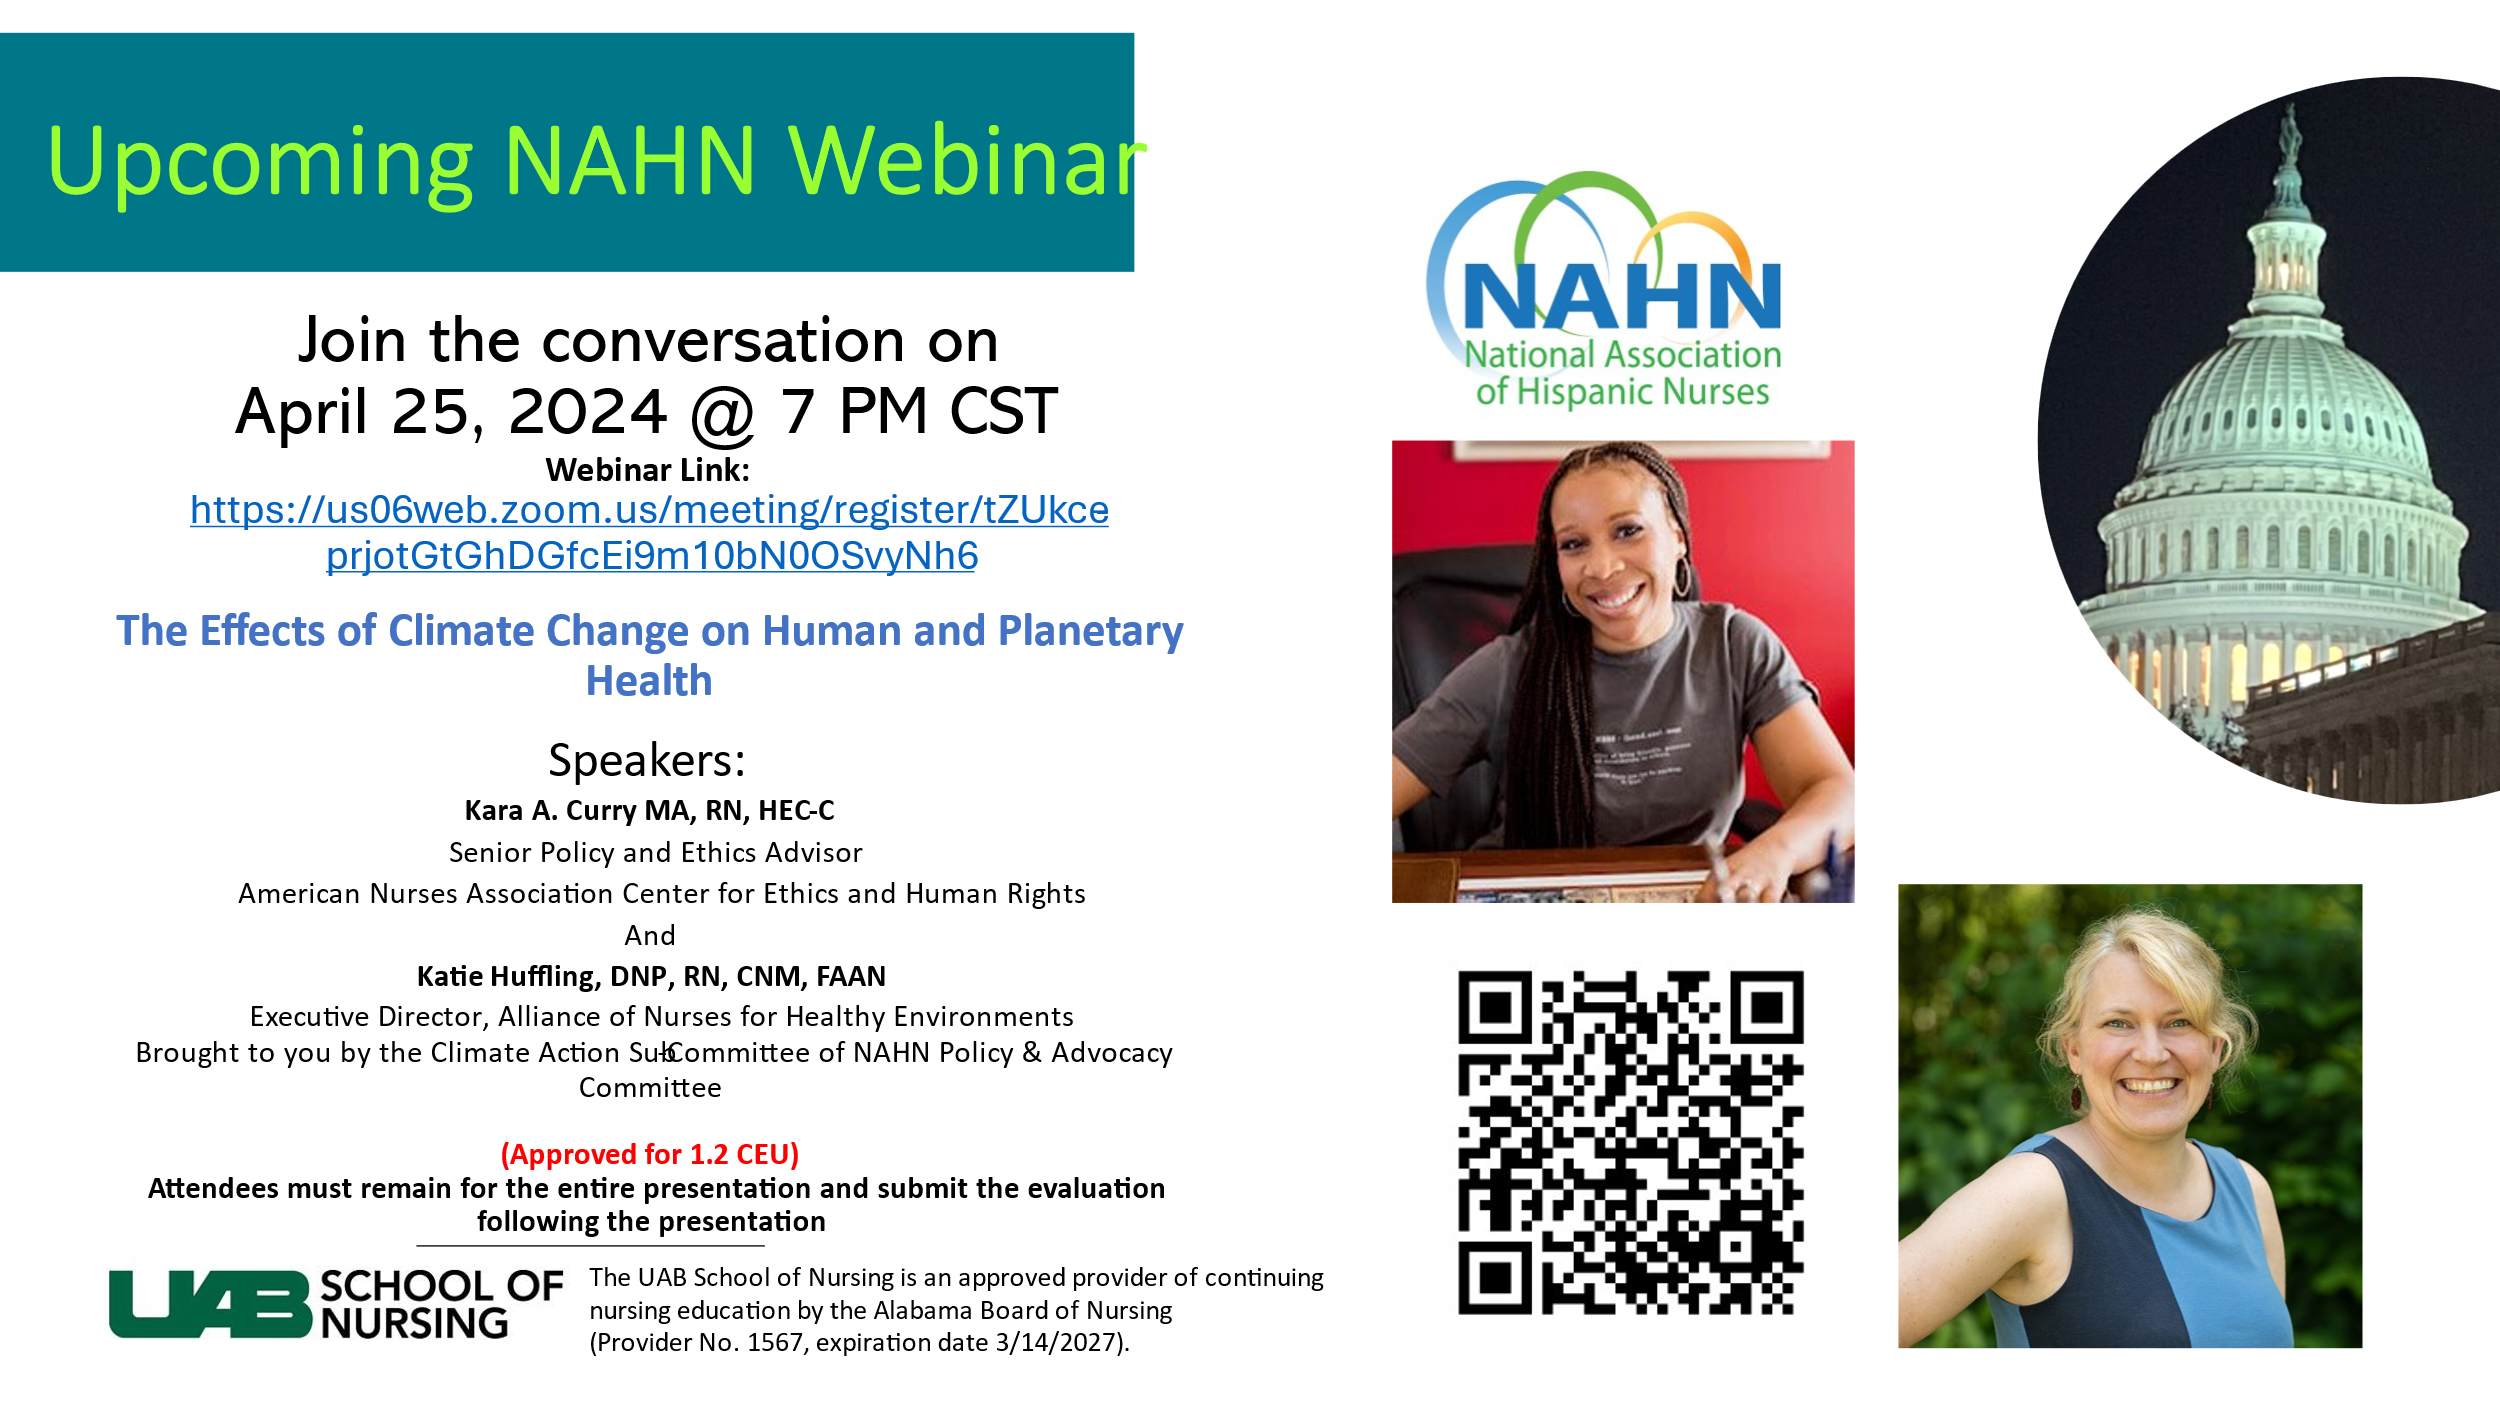 Upcoming NAHN Webinar
Join the conversation on
April 25, 2024 @ 7 PM CST
Webinar Link:
https://us06web.zoom.us/meeting/register/tZUkce
prjotGtGhDGfcEi9m10bN0OSvyNh6
The Effects of Climate Change on Human and Planetary
Health
Speakers:
Kara A. Curry MA, RN, HEC-C
Senior Policy and Ethics Advisor
American Nurses Association Center for Ethics and Human Rights
And
Katie Huffling, DNP, RN, CNM, FAAN
Executive Director, Alliance of Nurses for Healthy Environments
Brought to you by the Climate Action Sub-Committee of NAHN Policy & Advocacy
Committee
(Approved for 1.2 CEU)
Attendees must remain for the entire presentation and submit the evaluation
following the presentation
UAB SCHOOL OF
NURSING
The UAB School of Nursing is an approved provider of continuing
nursing education by the Alabama Board of Nursing
(Provider No. 1567, expiration date 3/14/2027).
NAHN
National Association
of Hispanic Nurses